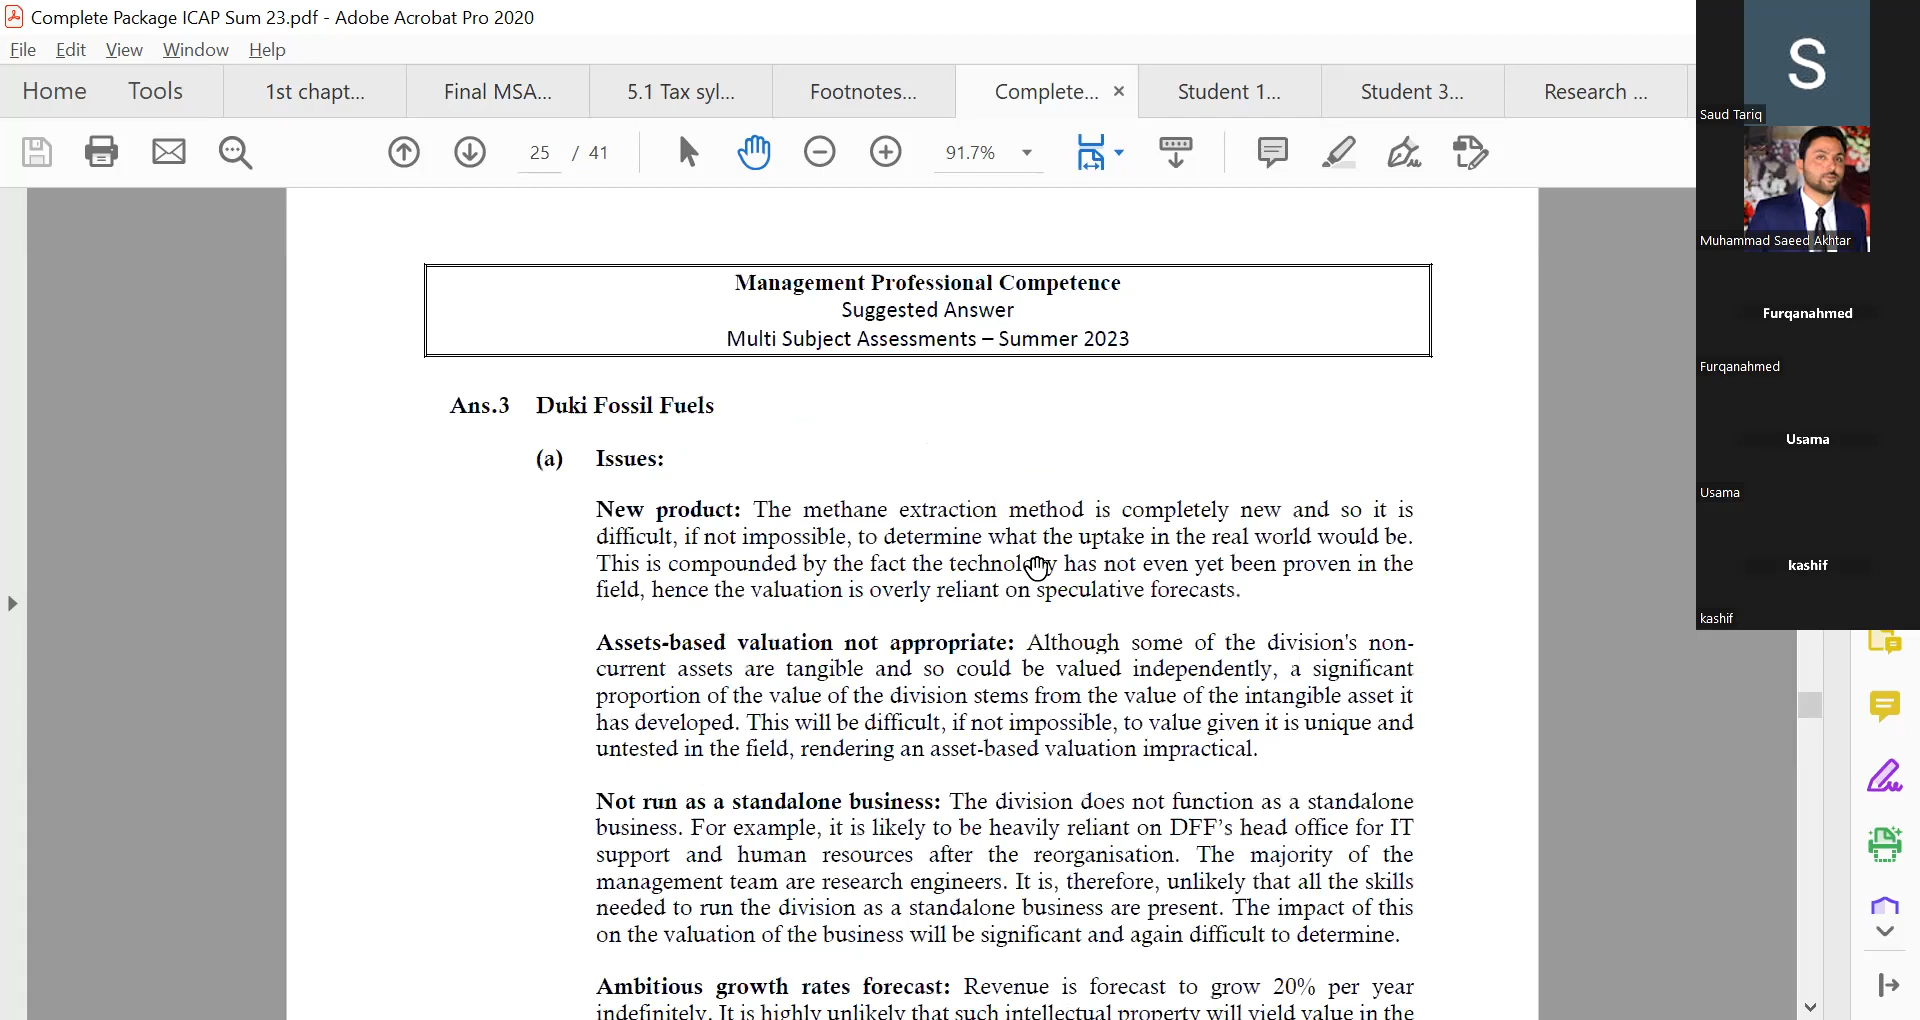 Complete Package ICAP Sum 23.pdf - Adobe Acrobat Pro 2020
File Edit View Window Help
Home Tools 1st chapt... Final MSA... 5.1 Tax syl... Footnotes... Complete... × Student 1... Student 3... Research ...
25 / 41 91.7%
Management Professional Competence
Suggested Answer
Multi Subject Assessments – Summer 2023
Ans.3 Duki Fossil Fuels
(a) Issues:
New product: The methane extraction method is completely new and so it is
difficult, if not impossible, to determine what the uptake in the real world would be.
This is compounded by the fact the technology has not even yet been proven in the
field, hence the valuation is overly reliant on speculative forecasts.
Assets-based valuation not appropriate: Although some of the division's non-
current assets are tangible and so could be valued independently, a significant
proportion of the value of the division stems from the value of the intangible asset it
has developed. This will be difficult, if not impossible, to value given it is unique and
untested in the field, rendering an asset-based valuation impractical.
Not run as a standalone business: The division does not function as a standalone
business. For example, it is likely to be heavily reliant on DFF’s head office for IT
support and human resources after the reorganisation. The majority of the
management team are research engineers. It is, therefore, unlikely that all the skills
needed to run the division as a standalone business are present. The impact of this
on the valuation of the business will be significant and again difficult to determine.
Ambitious growth rates forecast: Revenue is forecast to grow 20% per year
indefinitely. It is highly unlikely that such intellectual property will yield value in the
S
Saud Tariq
Muhammad Saeed Akhtar
Furqanahmed
Furqanahmed
Usama
Usama
kashif
kashif